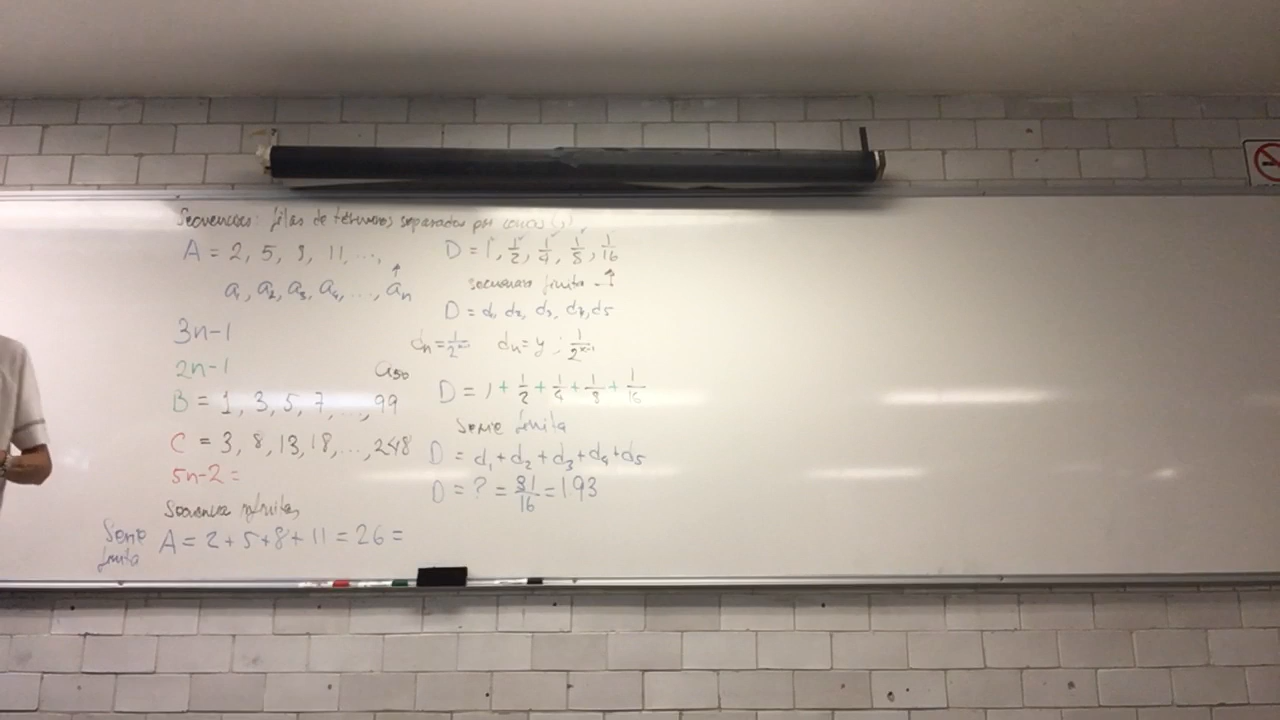 Secuencias: filas de términos separados por comas (,)
A = 2, 5, 8, 11, ...,
a₁, a₂, a₃, a₄, ..., aₙ
3n-1
2n-1
a₅₀
B = 1, 3, 5, 7, ..., 99
C = 3, 8, 13, 18, ..., 248
5n-2 =
Secuencia infinitas
Serie finita
A = 2 + 5 + 8 + 11 = 26 =
D = 1, 1/2, 1/4, 1/8, 1/16
secuencia finita
D = d₁, d₂, d₃, d₄, d₅
dₙ = 1/2ⁿ⁻¹ dₙ = y ; 1/2ˣ⁻¹
D = 1 + 1/2 + 1/4 + 1/8 + 1/16
Serie finita
D = d₁ + d₂ + d₃ + d₄ + d₅
D = ? = 31/16 = 1.93